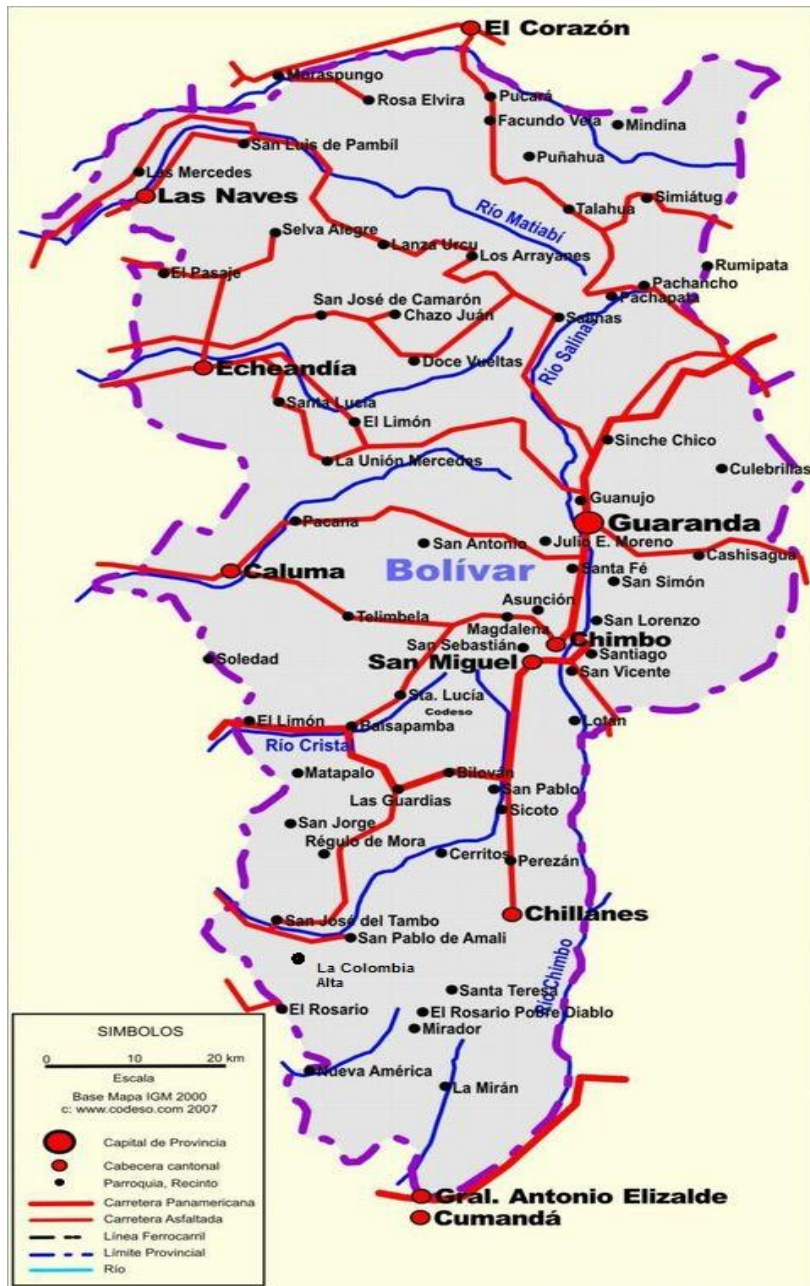 El Corazón
Moraspungo
Rosa Elvira
Pucará
Facundo Vela
Mindina
San Luis de Pambíl
Puñahua
Las Mercedes
Las Naves
Simiátug
Talahua
Río Matiabí
Selva Alegre
Lanza Urcu
Los Arrayanes
El Pasaje
Rumipata
Pachancho
Pachapata
San José de Camarón
Chazo Juán
Salinas
Río Salinas
Echeandía
Doce Vueltas
Santa Lucía
El Limón
Sinche Chico
La Unión Mercedes
Culebrillas
Guanujo
Pacana
Guaranda
San Antonio
Julio E. Moreno
Cashisagua
Caluma
Bolívar
Santa Fé
San Simón
Asunción
Telimbela
Magdalena
San Lorenzo
Chimbo
San Sebastián
Santiago
Soledad
San Miguel
San Vicente
Sta. Lucía
Codeso
El Limón
Balsapamba
Lotan
Río Cristal
Matapalo
Bilován
Las Guardias
San Pablo
Sicoto
San Jorge
Régulo de Mora
Cerritos
Perezán
Chillanes
San José del Tambo
San Pablo de Amali
La Colombia
Alta
Santa Teresa
Río Chimbo
El Rosario
El Rosario Pobre Diablo
Mirador
Nueva América
La Mirán
Gral. Antonio Elizalde
Cumandá
SIMBOLOS
0 10 20 km
Escala
Base Mapa IGM 2000
c: www.codeso.com 2007
Capital de Provincia
Cabecera cantonal
Parroquia, Recinto
Carretera Panamericana
Carretera Asfaltada
Línea Ferrocarril
Límite Provincial
Río